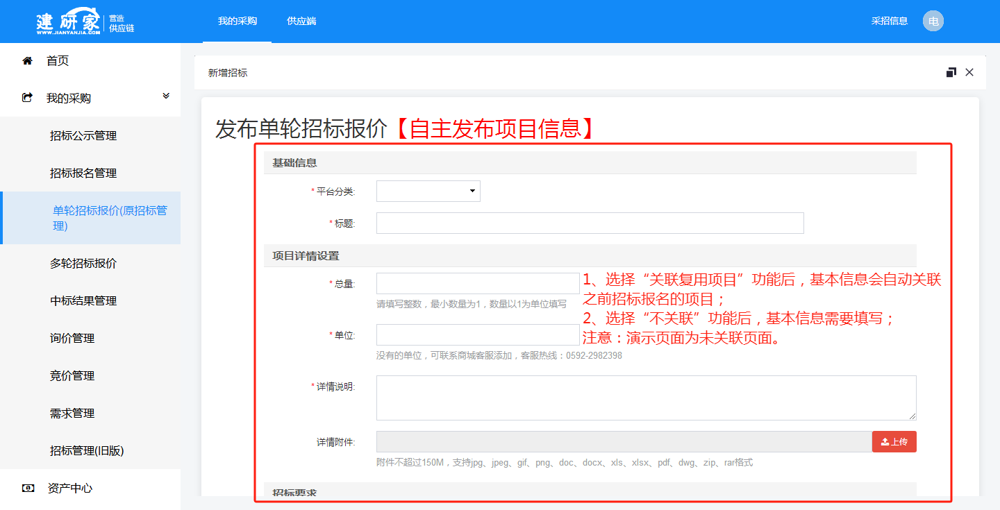 建研家
WWW.JIANYANJIA.COM
营造
供应链
我的采购
供应端
采招信息
电
首页
我的采购
招标公示管理
招标报名管理
单轮招标报价(原招标管
理)
多轮招标报价
中标结果管理
询价管理
竞价管理
需求管理
招标管理(旧版)
资产中心
新增招标
发布单轮招标报价【自主发布项目信息】
基础信息
*平台分类:
*标题:
项目详情设置
*总量:
请填写整数，最小数量为1，数量以1为单位填写
*单位:
没有的单位，可联系商城客服添加，客服热线：0592-2982398
1、选择“关联复用项目”功能后，基本信息会自动关联
之前招标报名的项目；
2、选择“不关联”功能后，基本信息需要填写；
注意：演示页面为未关联页面。
*详情说明:
详情附件:
上传
附件不超过150M，支持jpg、jpeg、gif、png、doc、docx、xls、xlsx、pdf、dwg、zip、rar格式
招标要求